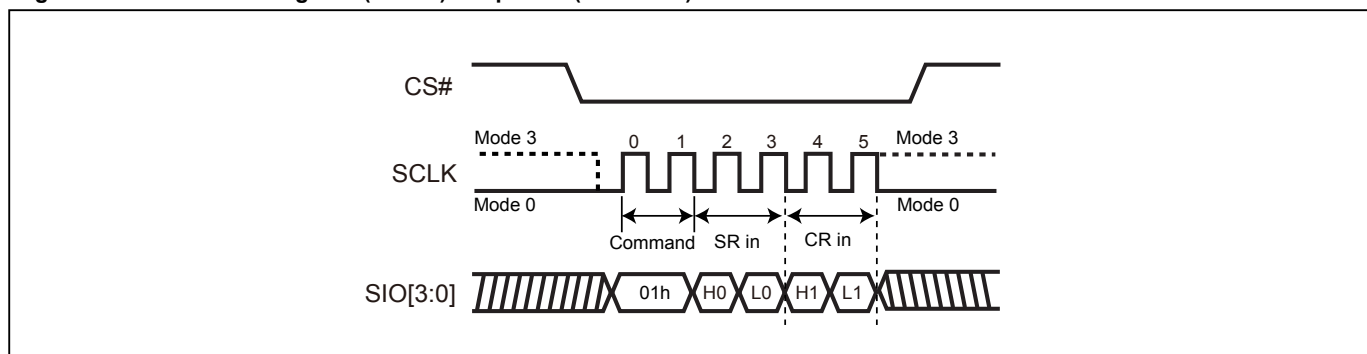 CS#
Mode 3
0 1 2 3 4 5
Mode 3
SCLK
Mode 0
Mode 0
Command
SR in
CR in
SIO[3:0]
01h
H0
L0
H1
L1